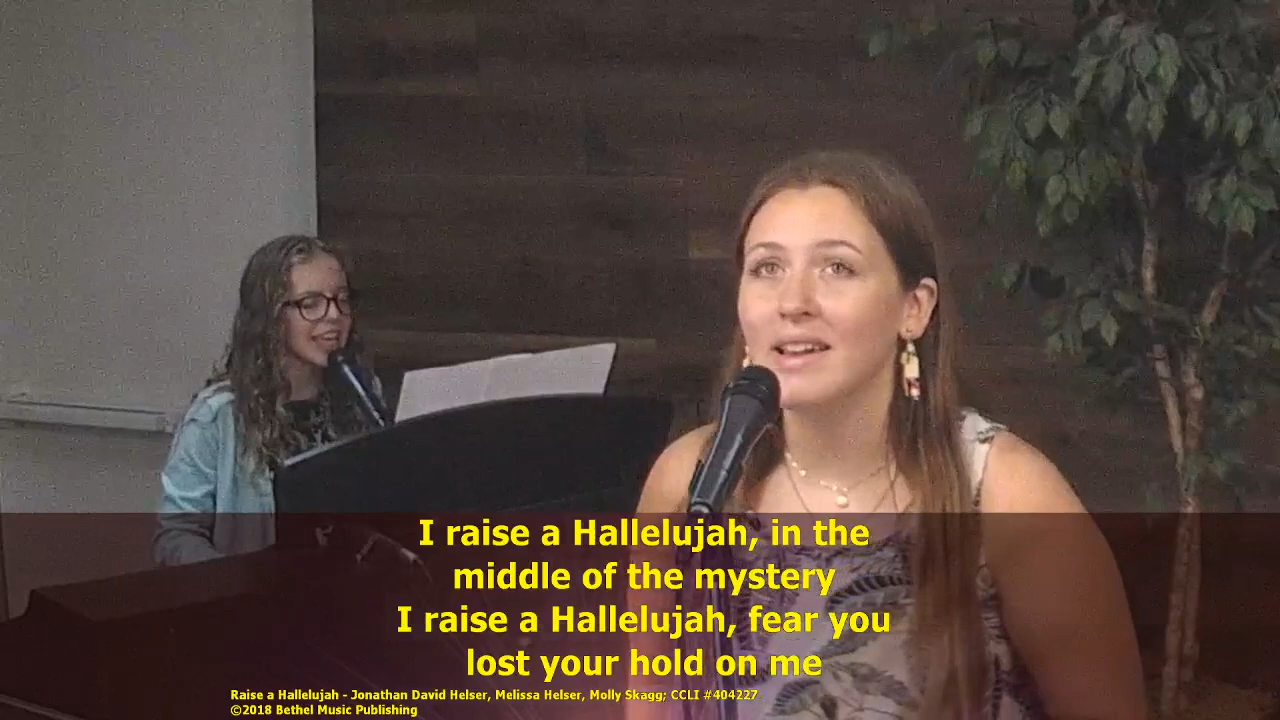 I raise a Hallelujah, in the
middle of the mystery
I raise a Hallelujah, fear you
lost your hold on me
Raise a Hallelujah - Jonathan David Helser, Melissa Helser, Molly Skagg; CCLI #404227
©2018 Bethel Music Publishing